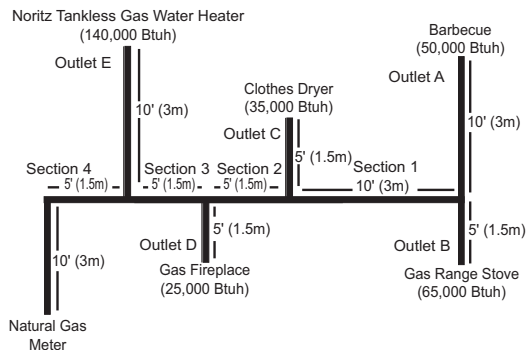 Noritz Tankless Gas Water Heater
(140,000 Btuh)
Outlet E
10' (3m)
Barbecue
(50,000 Btuh)
Outlet A
10' (3m)
Clothes Dryer
(35,000 Btuh)
Outlet C
5' (1.5m)
Section 4
5' (1.5m)
Section 3
5' (1.5m)
Section 2
5' (1.5m)
Section 1
10' (3m)
10' (3m)
Natural Gas
Meter
Outlet D
5' (1.5m)
Gas Fireplace
(25,000 Btuh)
Outlet B
5' (1.5m)
Gas Range Stove
(65,000 Btuh)